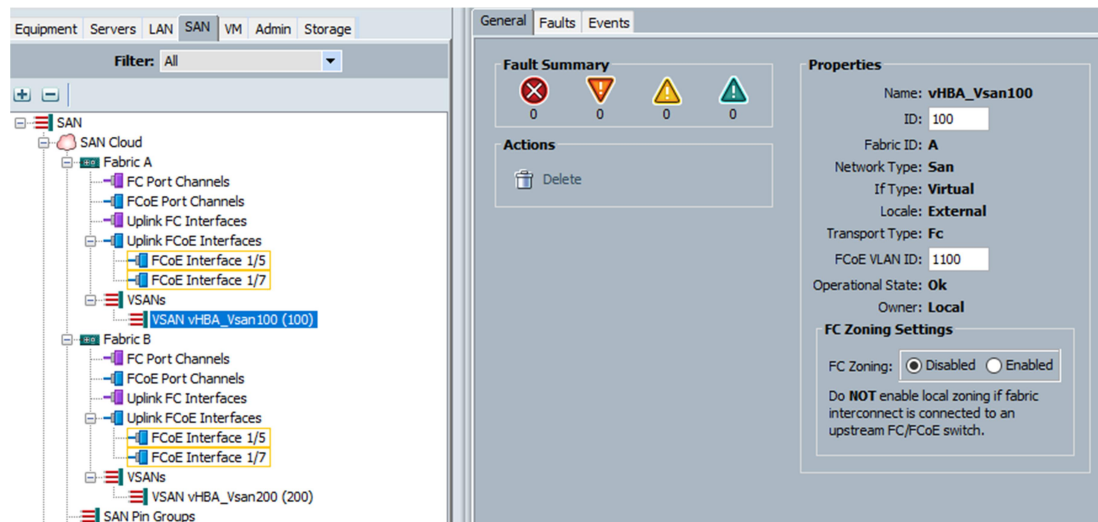 Equipment Servers LAN SAN VM Admin Storage
Filter: All
SAN
SAN Cloud
Fabric A
FC Port Channels
FCoE Port Channels
Uplink FC Interfaces
Uplink FCoE Interfaces
FCoE Interface 1/5
FCoE Interface 1/7
VSANs
VSAN vHBA_Vsan100 (100)
Fabric B
FC Port Channels
FCoE Port Channels
Uplink FC Interfaces
Uplink FCoE Interfaces
FCoE Interface 1/5
FCoE Interface 1/7
VSANs
VSAN vHBA_Vsan200 (200)
SAN Pin Groups
General Faults Events
Fault Summary
0 0 0 0
Actions
Delete
Properties
Name: vHBA_Vsan100
ID: 100
Fabric ID: A
Network Type: San
If Type: Virtual
Locale: External
Transport Type: Fc
FCoE VLAN ID: 1100
Operational State: Ok
Owner: Local
FC Zoning Settings
FC Zoning: Disabled Enabled
Do NOT enable local zoning if fabric
interconnect is connected to an
upstream FC/FCoE switch.